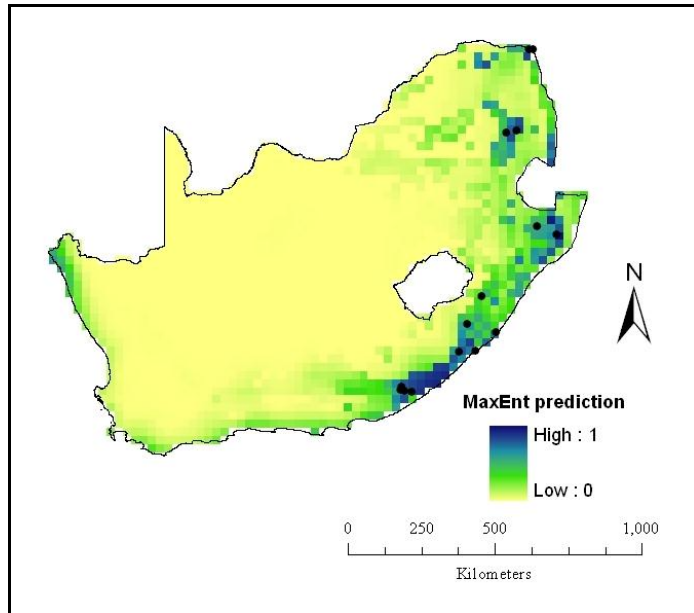 N
MaxEnt prediction
High : 1
Low : 0
0 250 500 1,000
Kilometers